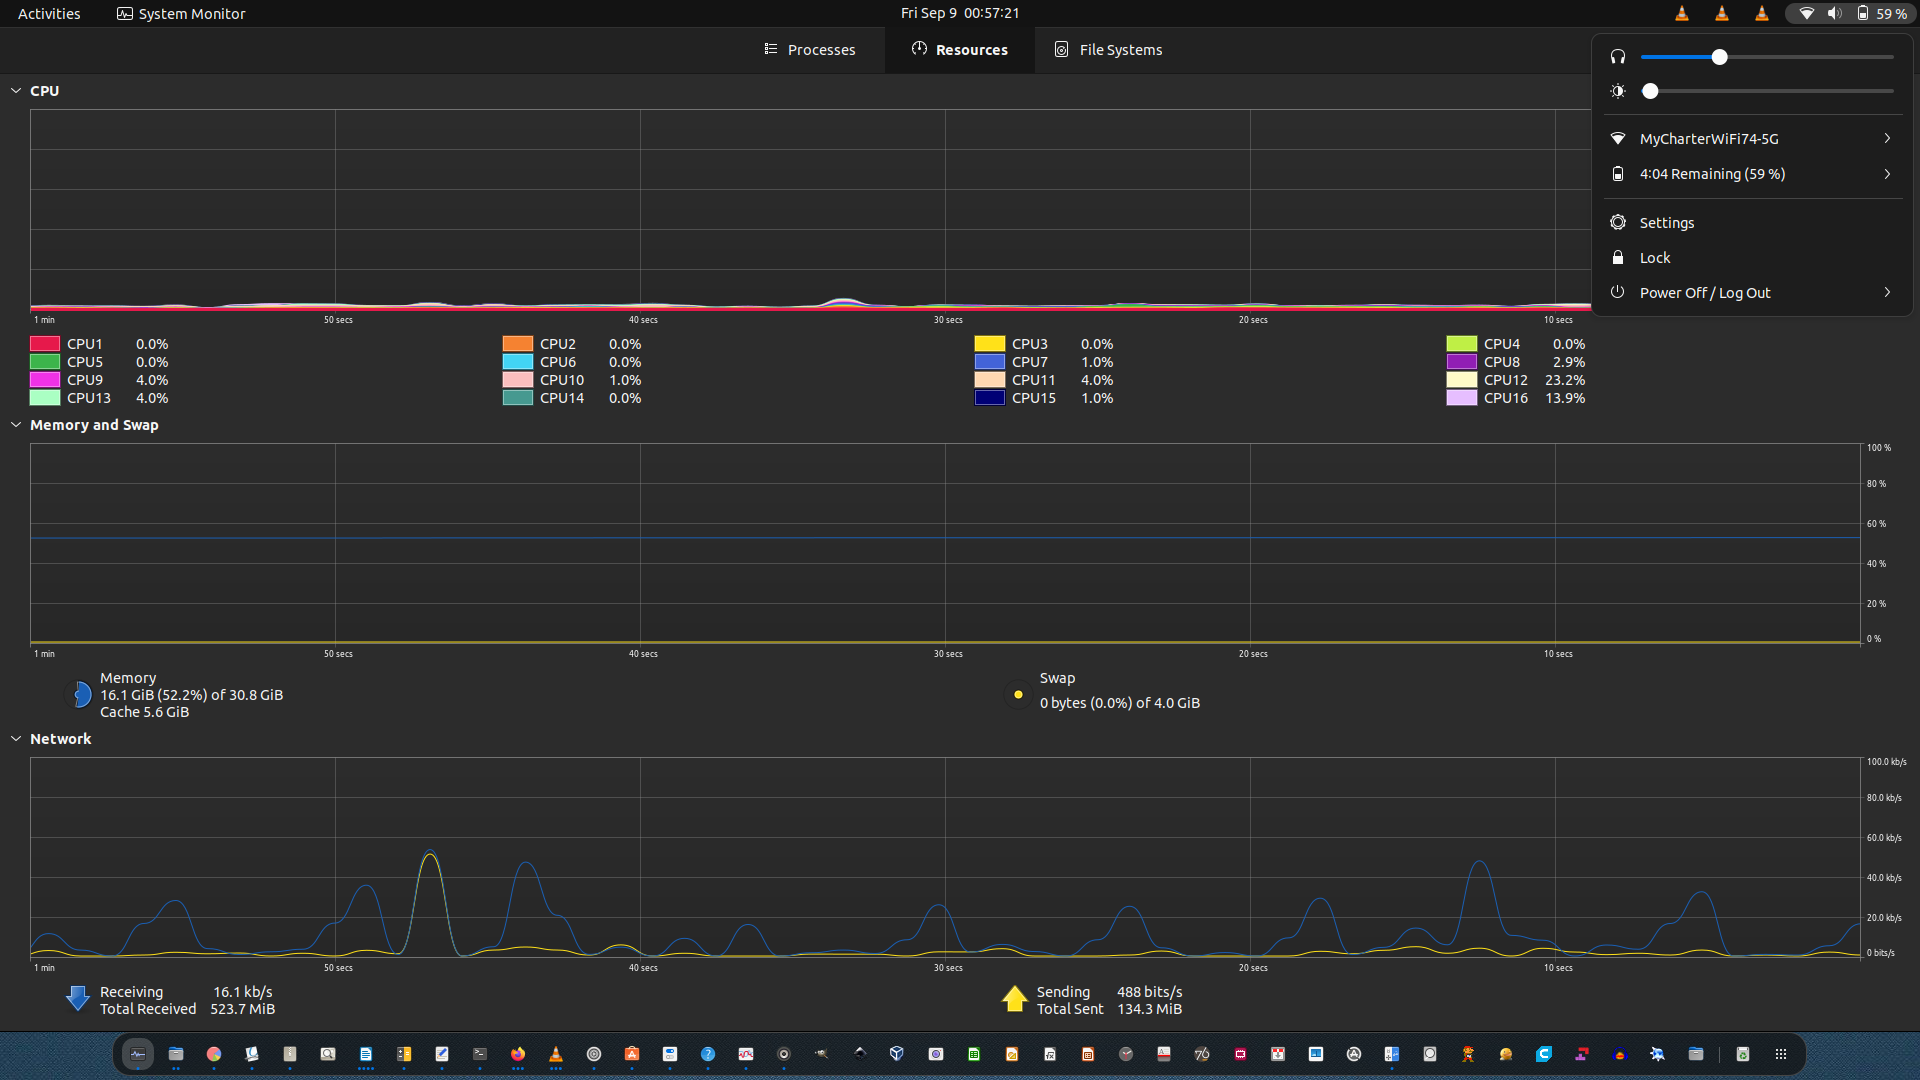 Activities System Monitor Fri Sep 9 00:57:21 59 %
Processes Resources File Systems
CPU
1 min 50 secs 40 secs 30 secs 20 secs 10 secs
CPU1 0.0% CPU2 0.0% CPU3 0.0% CPU4 0.0%
CPU5 0.0% CPU6 0.0% CPU7 1.0% CPU8 2.9%
CPU9 4.0% CPU10 1.0% CPU11 4.0% CPU12 23.2%
CPU13 4.0% CPU14 0.0% CPU15 1.0% CPU16 13.9%
MyCharterWiFi74-5G
4:04 Remaining (59 %)
Settings
Lock
Power Off / Log Out
Memory and Swap
100 %
80 %
60 %
40 %
20 %
0 %
1 min 50 secs 40 secs 30 secs 20 secs 10 secs
Memory
16.1 GiB (52.2%) of 30.8 GiB
Cache 5.6 GiB
Swap
0 bytes (0.0%) of 4.0 GiB
Network
100.0 kb/s
80.0 kb/s
60.0 kb/s
40.0 kb/s
20.0 kb/s
0 bits/s
1 min 50 secs 40 secs 30 secs 20 secs 10 secs
Receiving 16.1 kb/s
Total Received 523.7 MiB
Sending 488 bits/s
Total Sent 134.3 MiB
76